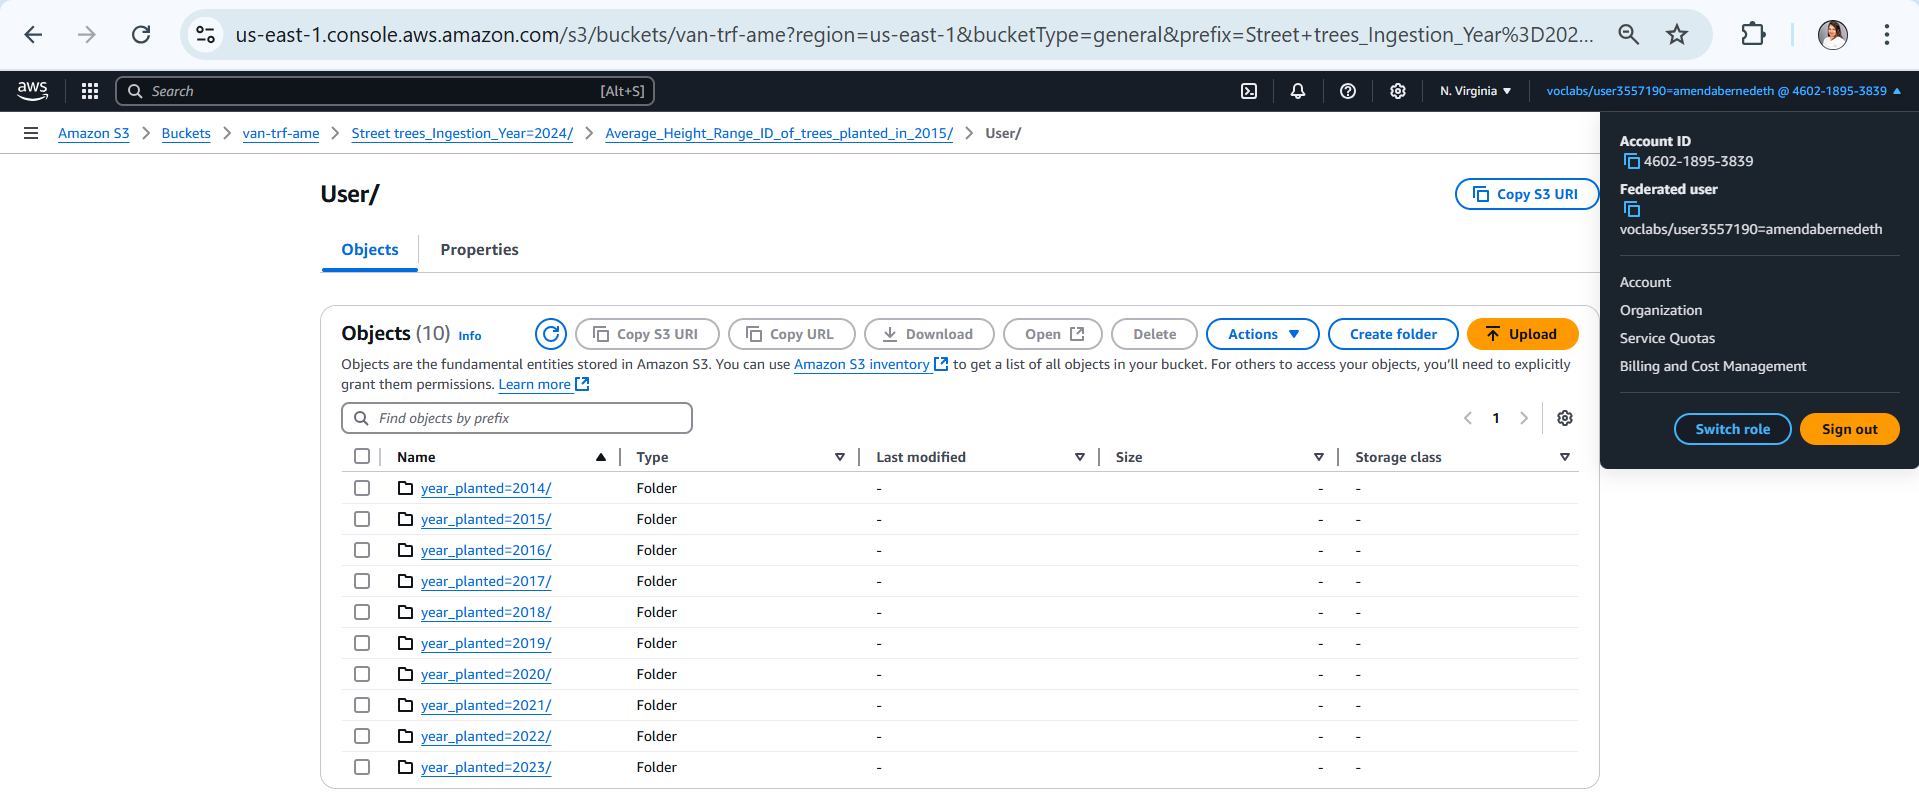 us-east-1.console.aws.amazon.com/s3/buckets/van-trf-ame?region=us-east-1&bucketType=general&prefix=Street+trees_Ingestion_Year%3D202...
aws Search [Alt+S] N. Virginia voclabs/user3557190=amendabernedeth @ 4602-1895-3839
Amazon S3 Buckets van-trf-ame Street trees_Ingestion_Year=2024/ Average_Height_Range_ID_of_trees_planted_in_2015/ User/
Account ID
4602-1895-3839
Federated user
voclabs/user3557190=amendabernedeth
Account
Organization
Service Quotas
Billing and Cost Management
Switch role Sign out
User/ Copy S3 URI
Objects Properties
Objects (10) Info Copy S3 URI Copy URL Download Open Delete Actions Create folder Upload
Objects are the fundamental entities stored in Amazon S3. You can use Amazon S3 inventory to get a list of all objects in your bucket. For others to access your objects, you'll need to explicitly
grant them permissions. Learn more
Find objects by prefix 1
Name Type Last modified Size Storage class
year_planted=2014/ Folder - - -
year_planted=2015/ Folder - - -
year_planted=2016/ Folder - - -
year_planted=2017/ Folder - - -
year_planted=2018/ Folder - - -
year_planted=2019/ Folder - - -
year_planted=2020/ Folder - - -
year_planted=2021/ Folder - - -
year_planted=2022/ Folder - - -
year_planted=2023/ Folder - - -